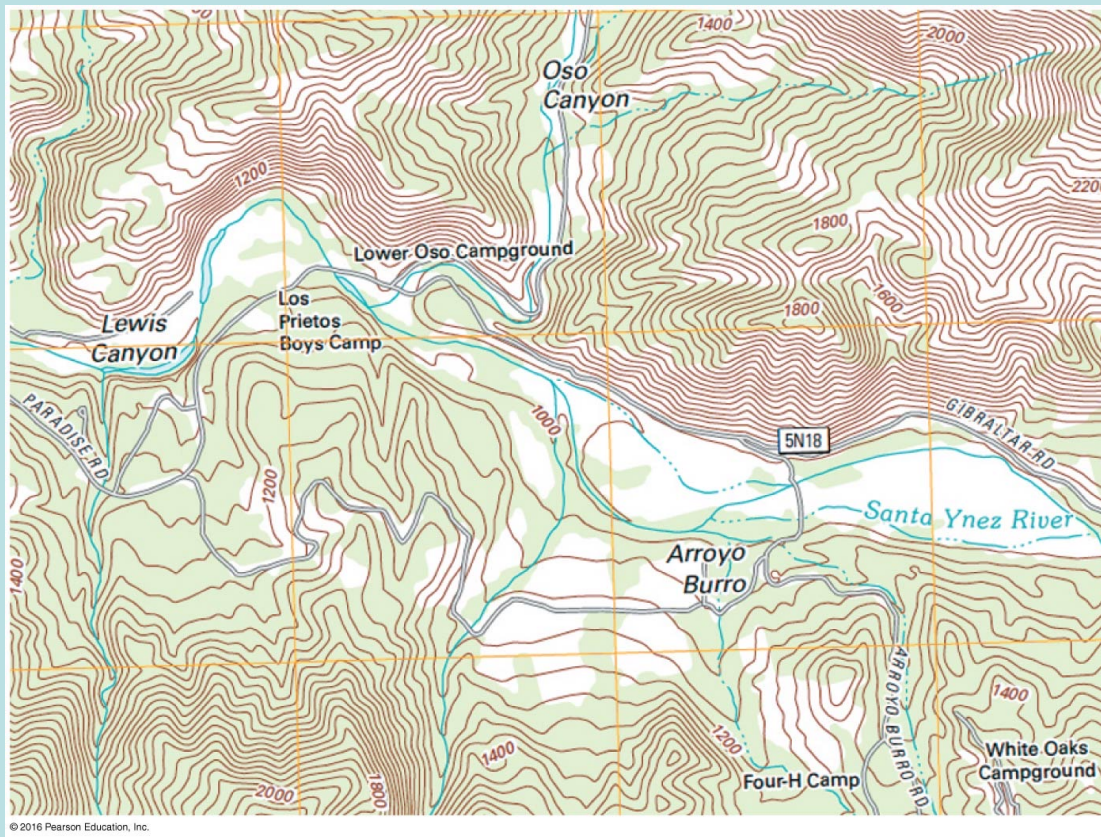 1400
2000
Oso
Canyon
1200
2200
1800
Lower Oso Campground
1600
1800
Los
Prietos
Boys Camp
Lewis
Canyon
PARADISE RD
1000
GIBRALTAR RD
5N18
1200
Santa Ynez River
Arroyo
Burro
1400
ARROYO BURRO RD
1400
1200
1400
White Oaks
Campground
Four-H Camp
2000
1800
© 2016 Pearson Education, Inc.